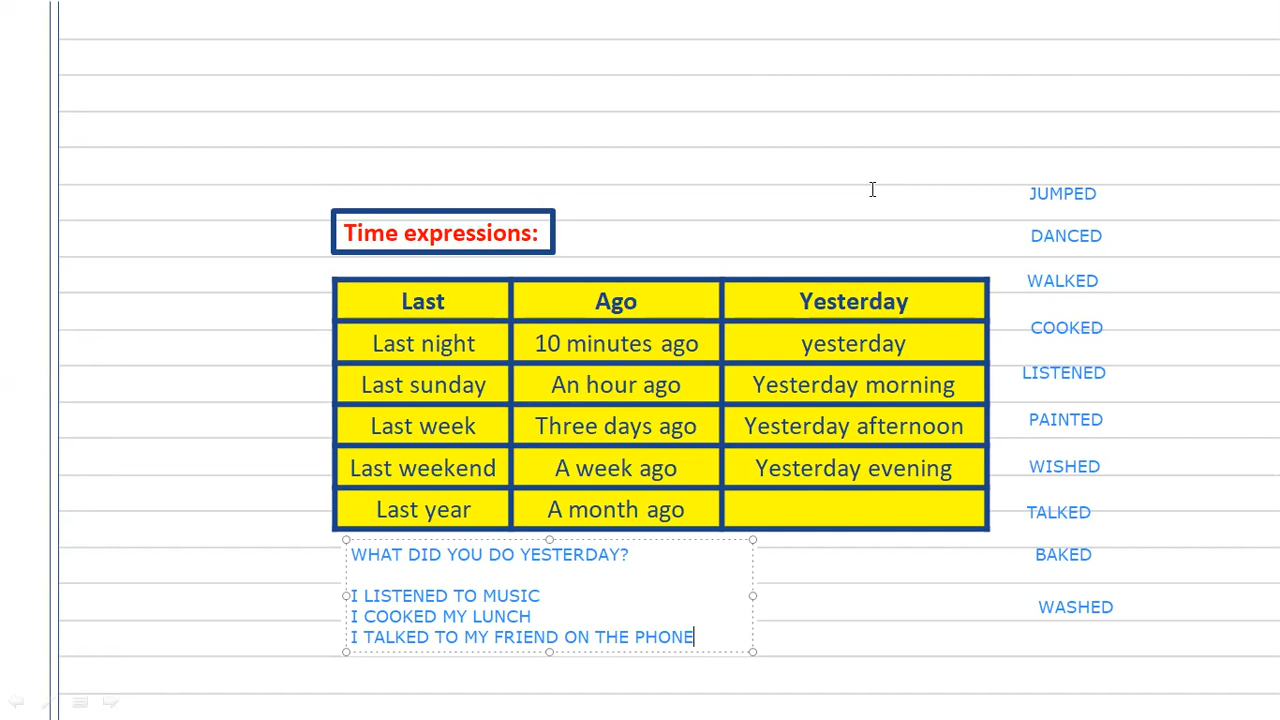 JUMPED
Time expressions:
DANCED
WALKED
Last Ago Yesterday
COOKED
Last night 10 minutes ago yesterday
LISTENED
Last sunday An hour ago Yesterday morning
PAINTED
Last week Three days ago Yesterday afternoon
WISHED
Last weekend A week ago Yesterday evening
TALKED
Last year A month ago
BAKED
WHAT DID YOU DO YESTERDAY?
I LISTENED TO MUSIC
WASHED
I COOKED MY LUNCH
I TALKED TO MY FRIEND ON THE PHONE